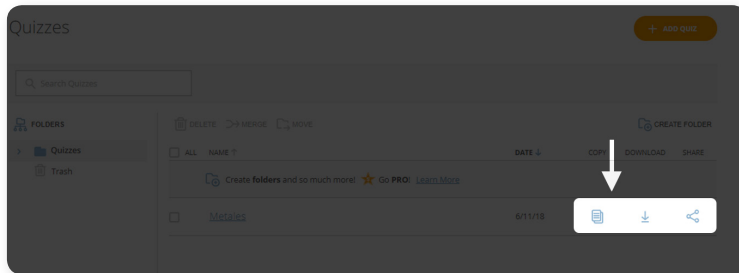 Quizzes
+ ADD QUIZ
Search Quizzes
FOLDERS
DELETE MERGE MOVE
CREATE FOLDER
Quizzes
ALL NAME DATE COPY DOWNLOAD SHARE
Trash
Create folders and so much more! Go PRO! Learn More
Metales 6/11/18